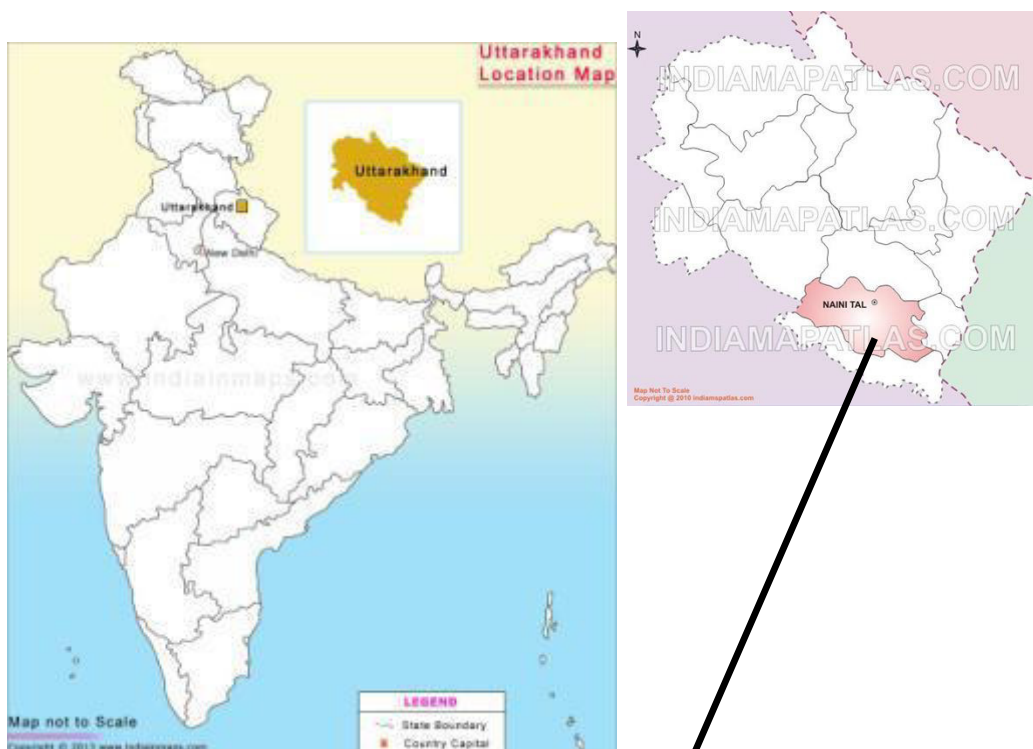 Uttarakhand
Location Map
Uttarakhand
Uttarakhand
New Delhi
www.indiainmaps.com
Map not to Scale
LEGEND
State Boundary
Country Capital
N
INDIAMAPATLAS.COM
INDIAMAPATLAS.COM
NAINI TAL
INDIAMAPATLAS.COM
Map Not To Scale
Copyright @ 2010 indiamapatlas.com